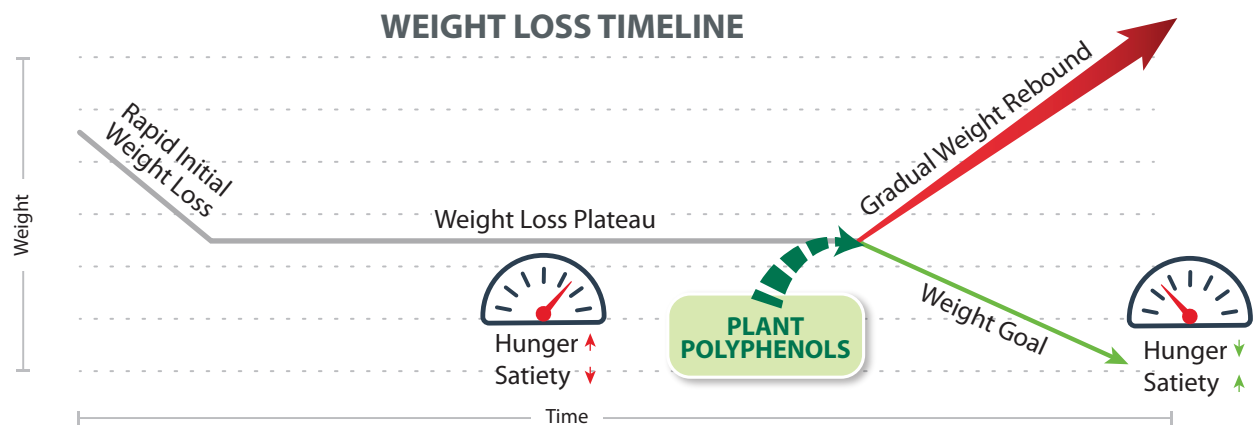 WEIGHT LOSS TIMELINE
Weight
Rapid Initial
Weight Loss
Weight Loss Plateau
Gradual Weight Rebound
Weight Goal
PLANT
POLYPHENOLS
Hunger
Satiety
Hunger
Satiety
Time